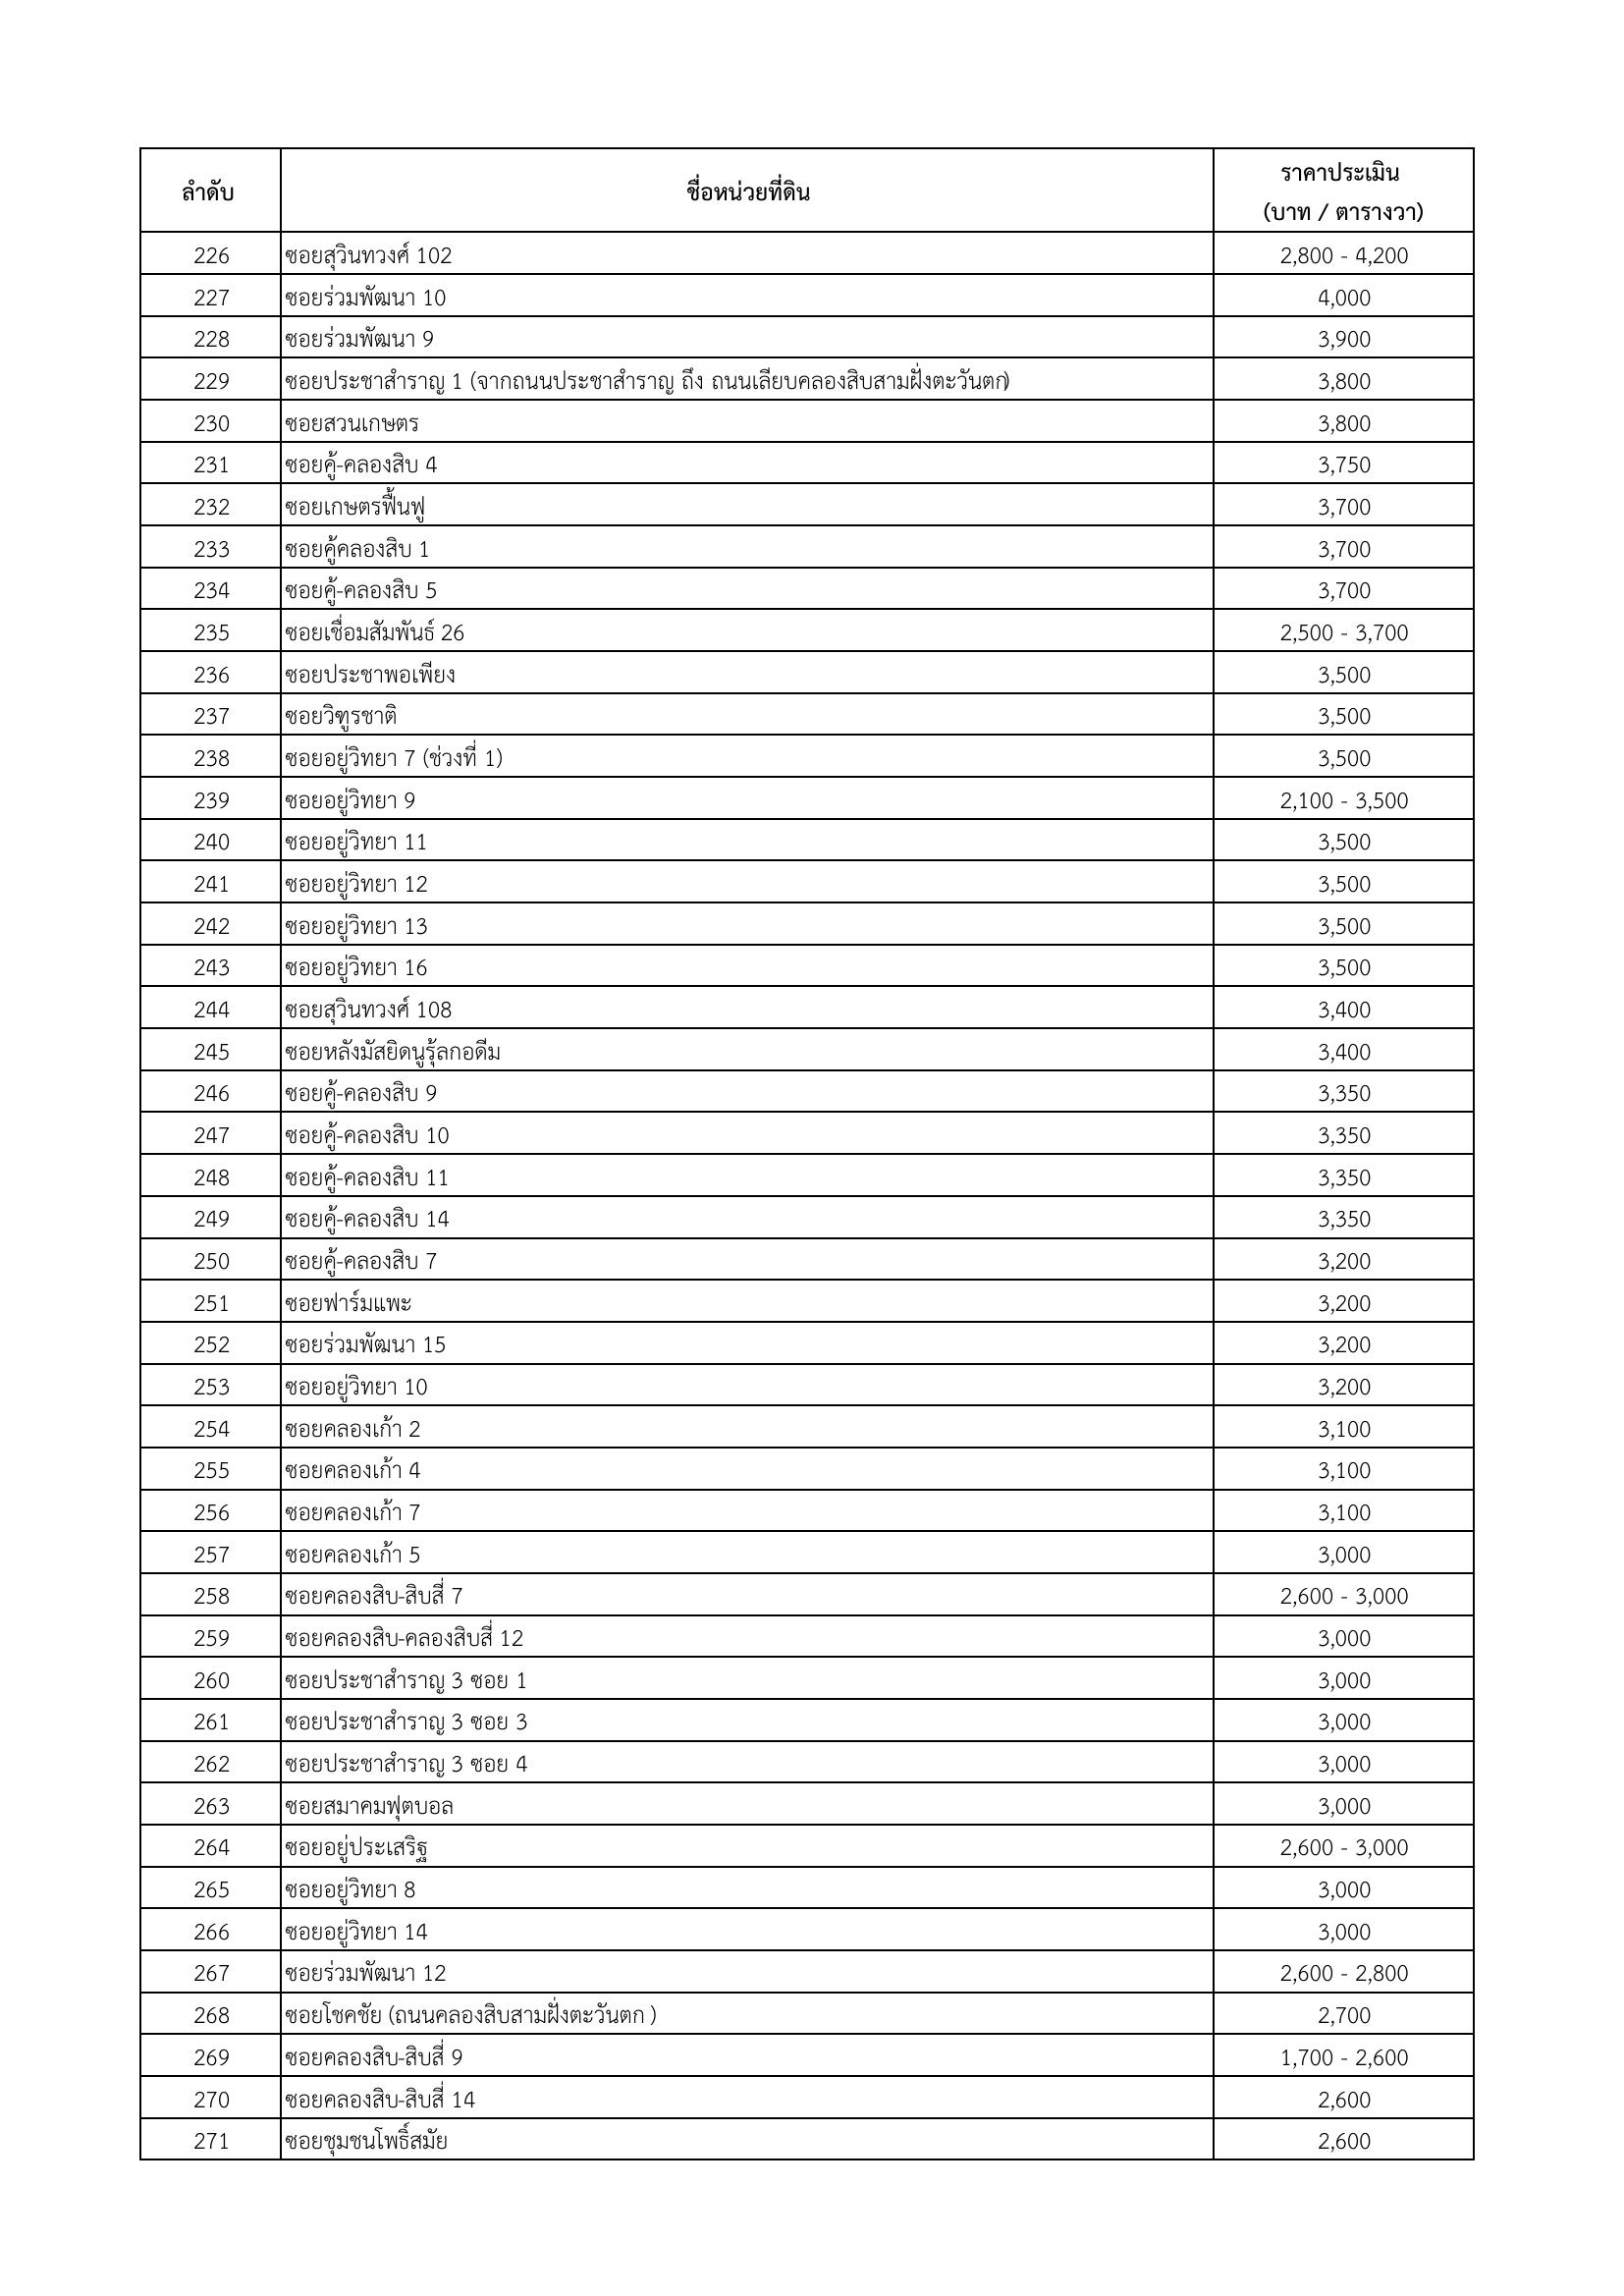 ลำดับ ชื่อหน่วยที่ดิน ราคาประเมิน
(บาท / ตารางวา)
226 ซอยสุวินทวงศ์ 102 2,800 - 4,200
227 ซอยร่วมพัฒนา 10 4,000
228 ซอยร่วมพัฒนา 9 3,900
229 ซอยประชาสำราญ 1 (จากถนนประชาสำราญ ถึง ถนนเลียบคลองสิบสามฝั่งตะวันตก) 3,800
230 ซอยสวนเกษตร 3,800
231 ซอยคู้-คลองสิบ 4 3,750
232 ซอยเกษตรฟื้นฟู 3,700
233 ซอยคู้คลองสิบ 1 3,700
234 ซอยคู้-คลองสิบ 5 3,700
235 ซอยเชื่อมสัมพันธ์ 26 2,500 - 3,700
236 ซอยประชาพอเพียง 3,500
237 ซอยวิฑูรชาติ 3,500
238 ซอยอยู่วิทยา 7 (ช่วงที่ 1) 3,500
239 ซอยอยู่วิทยา 9 2,100 - 3,500
240 ซอยอยู่วิทยา 11 3,500
241 ซอยอยู่วิทยา 12 3,500
242 ซอยอยู่วิทยา 13 3,500
243 ซอยอยู่วิทยา 16 3,500
244 ซอยสุวินทวงศ์ 108 3,400
245 ซอยหลังมัสยิดนูรุ้ลกอดีม 3,400
246 ซอยคู้-คลองสิบ 9 3,350
247 ซอยคู้-คลองสิบ 10 3,350
248 ซอยคู้-คลองสิบ 11 3,350
249 ซอยคู้-คลองสิบ 14 3,350
250 ซอยคู้-คลองสิบ 7 3,200
251 ซอยฟาร์มแพะ 3,200
252 ซอยร่วมพัฒนา 15 3,200
253 ซอยอยู่วิทยา 10 3,200
254 ซอยคลองเก้า 2 3,100
255 ซอยคลองเก้า 4 3,100
256 ซอยคลองเก้า 7 3,100
257 ซอยคลองเก้า 5 3,000
258 ซอยคลองสิบ-สิบสี่ 7 2,600 - 3,000
259 ซอยคลองสิบ-คลองสิบสี่ 12 3,000
260 ซอยประชาสำราญ 3 ซอย 1 3,000
261 ซอยประชาสำราญ 3 ซอย 3 3,000
262 ซอยประชาสำราญ 3 ซอย 4 3,000
263 ซอยสมาคมฟุตบอล 3,000
264 ซอยอยู่ประเสริฐ 2,600 - 3,000
265 ซอยอยู่วิทยา 8 3,000
266 ซอยอยู่วิทยา 14 3,000
267 ซอยร่วมพัฒนา 12 2,600 - 2,800
268 ซอยโชคชัย (ถนนคลองสิบสามฝั่งตะวันตก ) 2,700
269 ซอยคลองสิบ-สิบสี่ 9 1,700 - 2,600
270 ซอยคลองสิบ-สิบสี่ 14 2,600
271 ซอยชุมชนโพธิ์สมัย 2,600